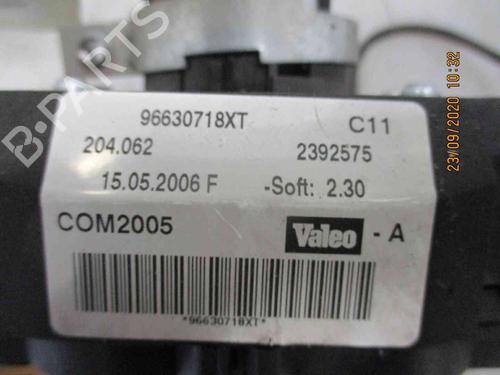 96630718XT C11
204.062 2392575
15.05.2006 F -Soft: 2.30
COM2005 Valeo - A
*96630718XT*
B-PARTS
23/09/2020 10:32